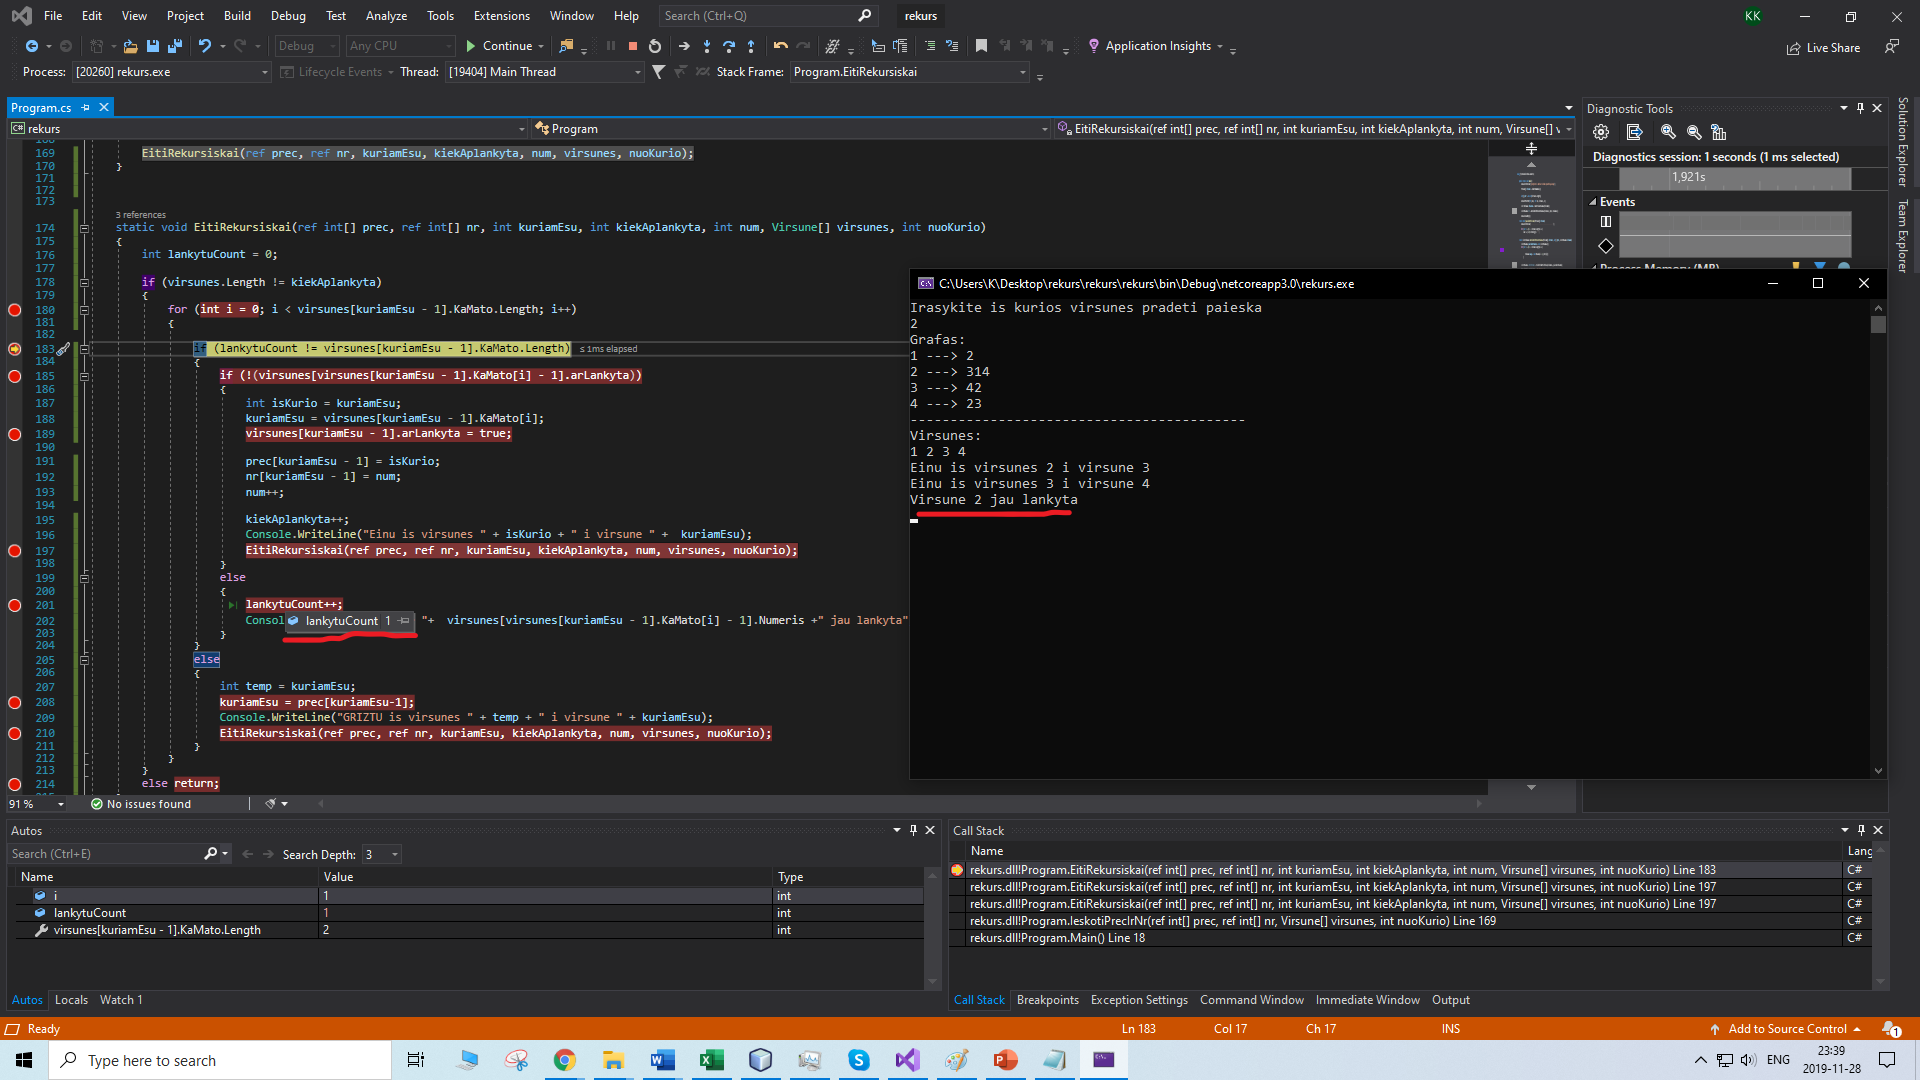 File Edit View Project Build Debug Test Analyze Tools Extensions Window Help Search (Ctrl+Q) rekurs KK
Debug Any CPU Continue Application Insights Live Share
Process: [20260] rekurs.exe Lifecycle Events Thread: [19404] Main Thread Stack Frame: Program.EitiRekursiskai
Program.cs
C# rekurs Program EitiRekursiskai(ref int[] prec, ref int[] nr, int kuriamEsu, int kiekAplankyta, int num, Virsune[] v
169 EitiRekursiskai(ref prec, ref nr, kuriamEsu, kiekAplankyta, num, virsunes, nuoKurio);
170 }
171
172
173
3 references
174 static void EitiRekursiskai(ref int[] prec, ref int[] nr, int kuriamEsu, int kiekAplankyta, int num, Virsune[] virsunes, int nuoKurio)
175 {
176 int lankytuCount = 0;
177
178 if (virsunes.Length != kiekAplankyta)
179 {
180 for (int i = 0; i < virsunes[kuriamEsu - 1].KaMato.Length; i++)
181 {
182
183 if (lankytuCount != virsunes[kuriamEsu - 1].KaMato.Length) ≤ 1ms elapsed
184 {
185 if (!(virsunes[virsunes[kuriamEsu - 1].KaMato[i] - 1].arLankyta))
186 {
187 int isKurio = kuriamEsu;
188 kuriamEsu = virsunes[kuriamEsu - 1].KaMato[i];
189 virsunes[kuriamEsu - 1].arLankyta = true;
190
191 prec[kuriamEsu - 1] = isKurio;
192 nr[kuriamEsu - 1] = num;
193 num++;
194
195 kiekAplankyta++;
196 Console.WriteLine("Einu is virsunes " + isKurio + " i virsune " + kuriamEsu);
197 EitiRekursiskai(ref prec, ref nr, kuriamEsu, kiekAplankyta, num, virsunes, nuoKurio);
198 }
199 else
200 {
201 lankytuCount++;
202 Consol lankytuCount 1 "+ virsunes[virsunes[kuriamEsu - 1].KaMato[i] - 1].Numeris +" jau lankyta"
203 }
204 }
205 else
206 {
207 int temp = kuriamEsu;
208 kuriamEsu = prec[kuriamEsu-1];
209 Console.WriteLine("GRIZTU is virsunes " + temp + " i virsune " + kuriamEsu);
210 EitiRekursiskai(ref prec, ref nr, kuriamEsu, kiekAplankyta, num, virsunes, nuoKurio);
211 }
212 }
213 }
214 else return;
91 % No issues found
C:\Users\K\Desktop\rekurs\rekurs\rekurs\bin\Debug\netcoreapp3.0\rekurs.exe
Irasykite is kurios virsunes pradeti paieska
2
Grafas:
1 ---> 2
2 ---> 314
3 ---> 42
4 ---> 23
------------------------------------------
Virsunes:
1 2 3 4
Einu is virsunes 2 i virsune 3
Einu is virsunes 3 i virsune 4
Virsune 2 jau lankyta
Diagnostic Tools
Diagnostics session: 1 seconds (1 ms selected)
1,921s
Events
Process Memory (MB)
Solution Explorer
Team Explorer
Autos
Search (Ctrl+E) Search Depth: 3
Name Value Type
i 1 int
lankytuCount 1 int
virsunes[kuriamEsu - 1].KaMato.Length 2 int
Autos Locals Watch 1
Call Stack
Name Lang
rekurs.dll!Program.EitiRekursiskai(ref int[] prec, ref int[] nr, int kuriamEsu, int kiekAplankyta, int num, Virsune[] virsunes, int nuoKurio) Line 183 C#
rekurs.dll!Program.EitiRekursiskai(ref int[] prec, ref int[] nr, int kuriamEsu, int kiekAplankyta, int num, Virsune[] virsunes, int nuoKurio) Line 197 C#
rekurs.dll!Program.EitiRekursiskai(ref int[] prec, ref int[] nr, int kuriamEsu, int kiekAplankyta, int num, Virsune[] virsunes, int nuoKurio) Line 197 C#
rekurs.dll!Program.IeskotiPrecIrNr(ref int[] prec, ref int[] nr, Virsune[] virsunes, int nuoKurio) Line 169 C#
rekurs.dll!Program.Main() Line 18 C#
Call Stack Breakpoints Exception Settings Command Window Immediate Window Output
Ready Ln 183 Col 17 Ch 17 INS Add to Source Control 1
Type here to search ENG 23:39
2019-11-28